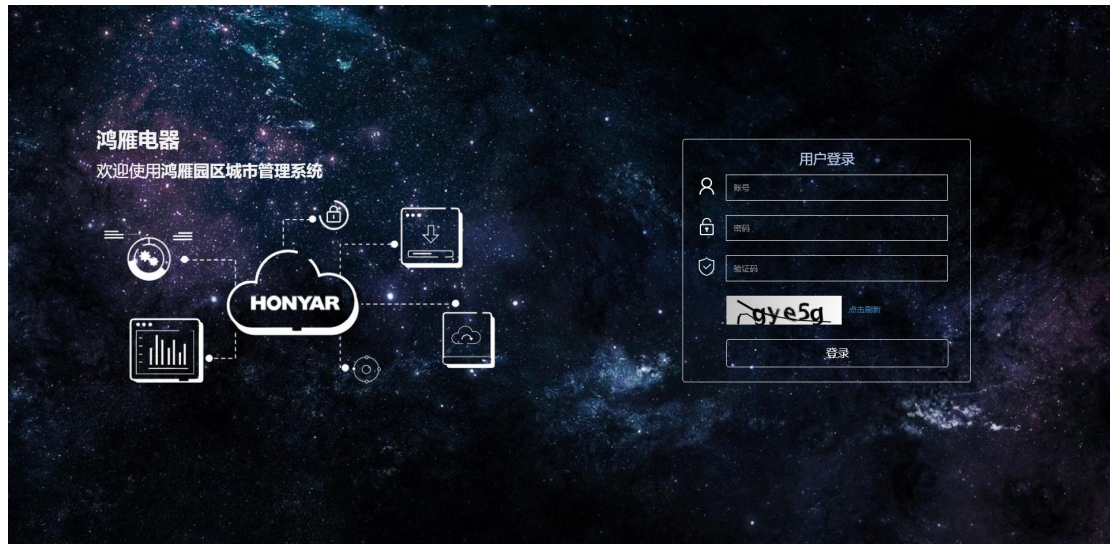 鸿雁电器
欢迎使用鸿雁园区城市管理系统
HONYAR
用户登录
账号
密码
验证码
gye5g
点击刷新
登录